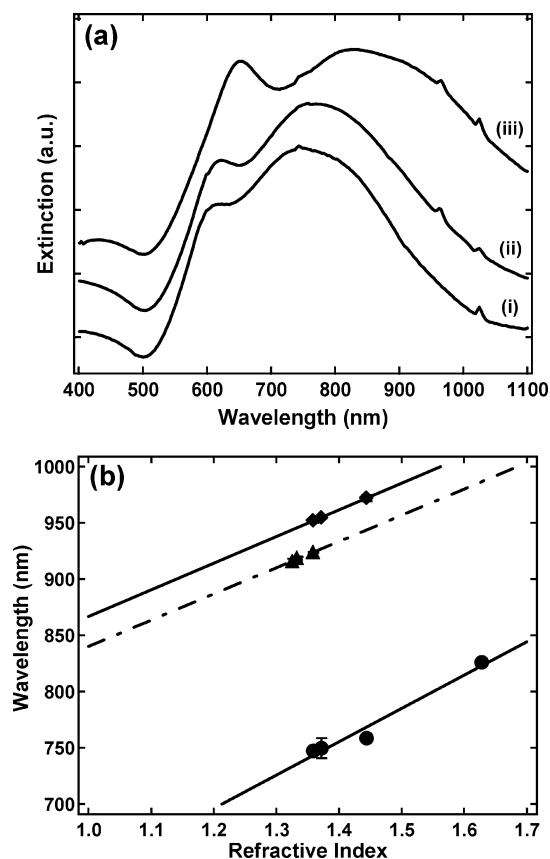 (a)
Extinction (a.u.)
(iii)
(ii)
(i)
400 500 600 700 800 900 1000 1100
Wavelength (nm)
(b)
Wavelength (nm)
1000
950
900
850
800
750
700
1.0 1.1 1.2 1.3 1.4 1.5 1.6 1.7
Refractive Index